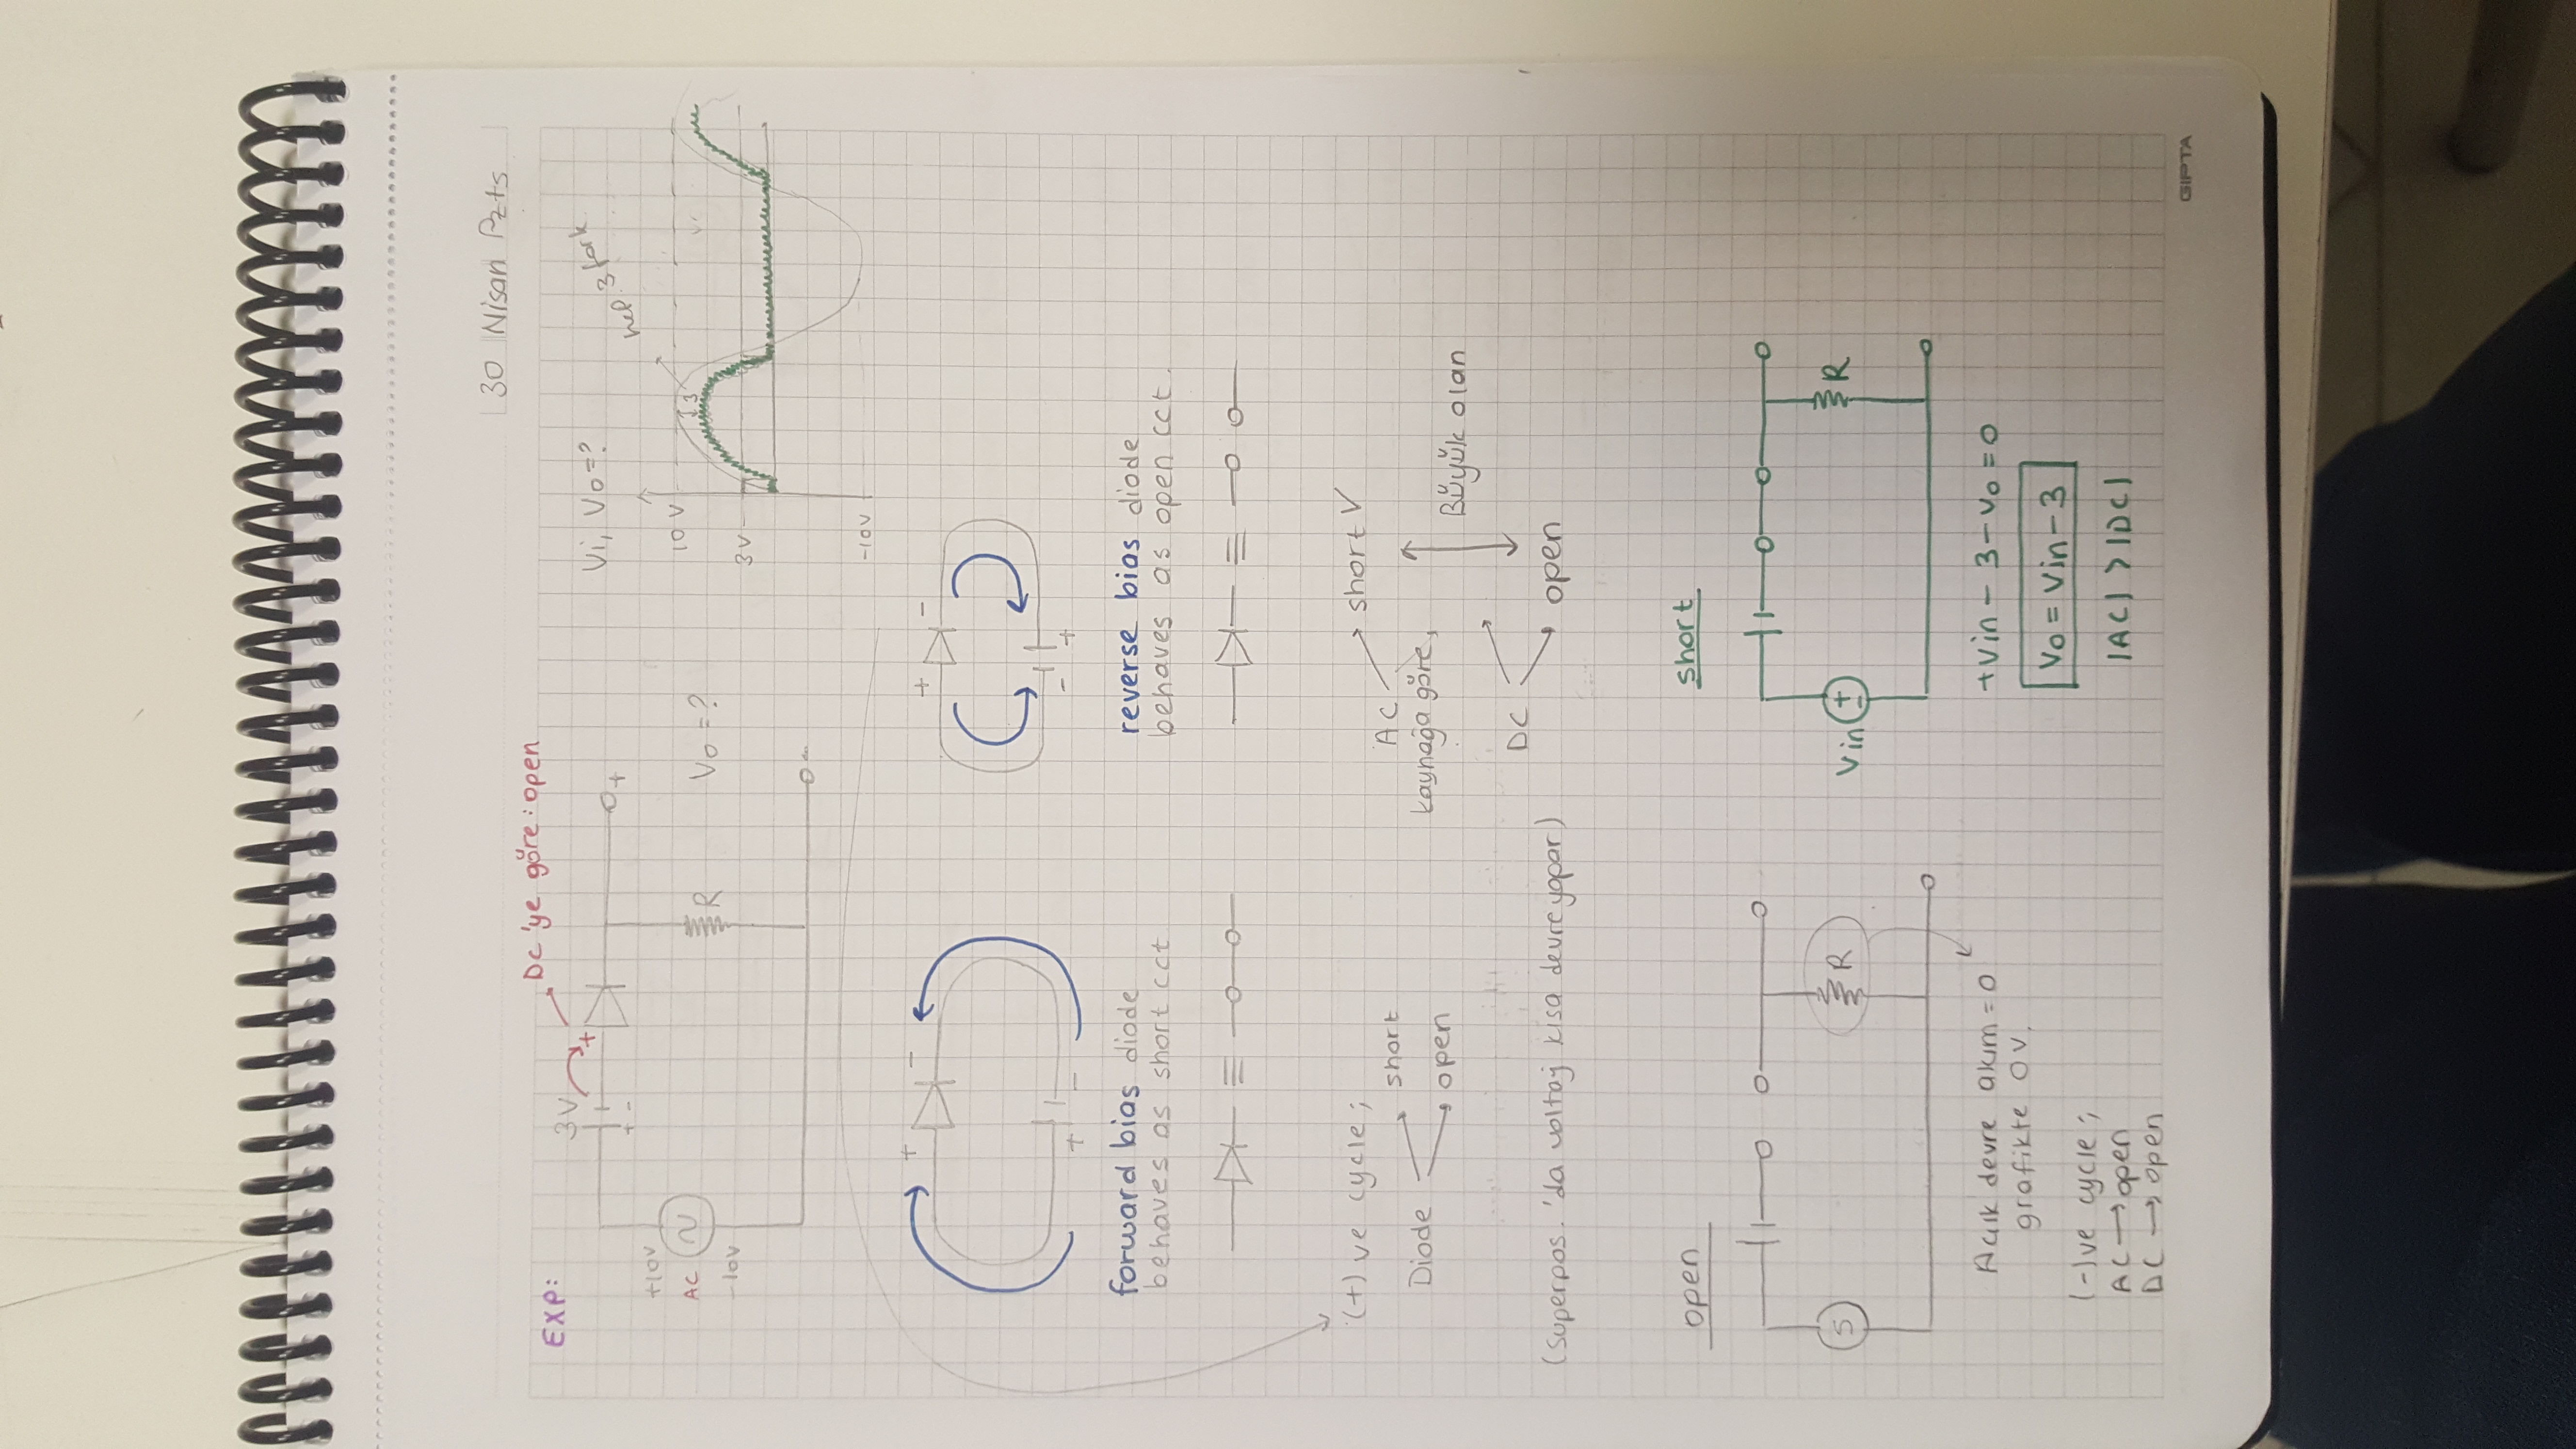 30 Nisan Pzts
EXP:
Dc'ye göre: open
3V
+
+ -
+10V
AC
-10V
R
+
Vo=?
-
Vi, Vo=?
hep 3 fark
10 V
3
3V
-10V
+ -
+ -
forward bias diode
behaves as short cct
+ -
- +
reverse bias diode
behaves as open cct.
≡
≡
(+)ve cycle;
Diode
short
open
AC
short √
kaynağa göre,
Büyük olan
DC
open
(superpos. 'da voltaj kısa devre yapar)
open
S
R
Açık devre akım=0
grafikte 0V.
(-)ve cycle;
AC → open
DC → open
short
Vin
+
-
R
+Vin - 3 - Vo = 0
Vo = Vin - 3
|AC| > |DC|
GIPTA